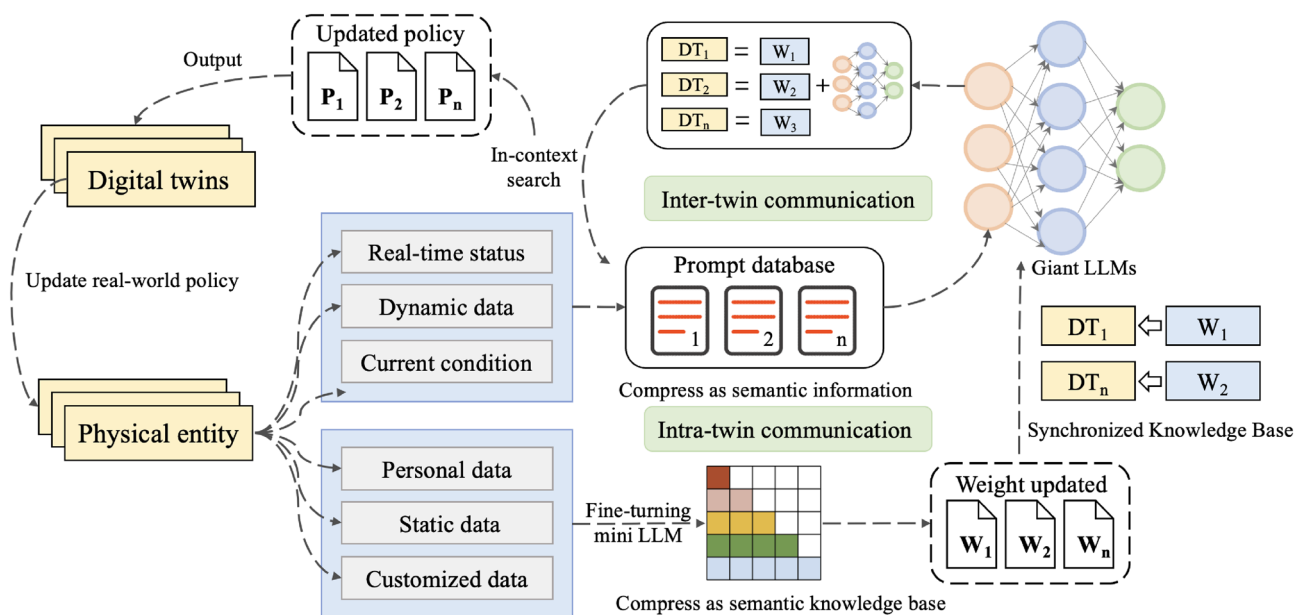 Updated policy
P1
P2
Pn
Output
Digital twins
Update real-world policy
Physical entity
In-context
search
DT1 = W1
DT2 = W2 +
DTn = W3
Inter-twin communication
Giant LLMs
Real-time status
Dynamic data
Current condition
Prompt database
1
2
n
Compress as semantic information
Intra-twin communication
DT1
W1
DTn
W2
Synchronized Knowledge Base
Personal data
Static data
Customized data
Fine-turning
mini LLM
Compress as semantic knowledge base
Weight updated
W1
W2
Wn